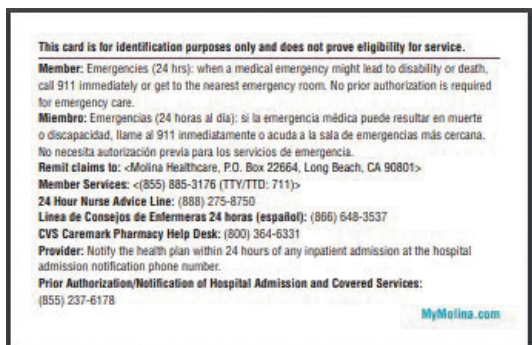 This card is for identification purposes only and does not prove eligibility for service.
Member: Emergencies (24 hrs): when a medical emergency might lead to disability or death,
call 911 immediately or get to the nearest emergency room. No prior authorization is required
for emergency care.
Miembro: Emergencias (24 horas al día): si la emergencia médica puede resultar en muerte
o discapacidad, llame al 911 inmediatamente o acuda a la sala de emergencias más cercana.
No necesita autorización previa para los servicios de emergencia.
Remit claims to: <Molina Healthcare, P.O. Box 22664, Long Beach, CA 90801>
Member Services: <(855) 885-3176 (TTY/TTD: 711)>
24 Hour Nurse Advice Line: (888) 275-8750
Linea de Consejos de Enfermeras 24 horas (español): (866) 648-3537
CVS Caremark Pharmacy Help Desk: (800) 364-6331
Provider: Notify the health plan within 24 hours of any inpatient admission at the hospital
admission notification phone number.
Prior Authorization/Notification of Hospital Admission and Covered Services:
(855) 237-6178
MyMolina.com